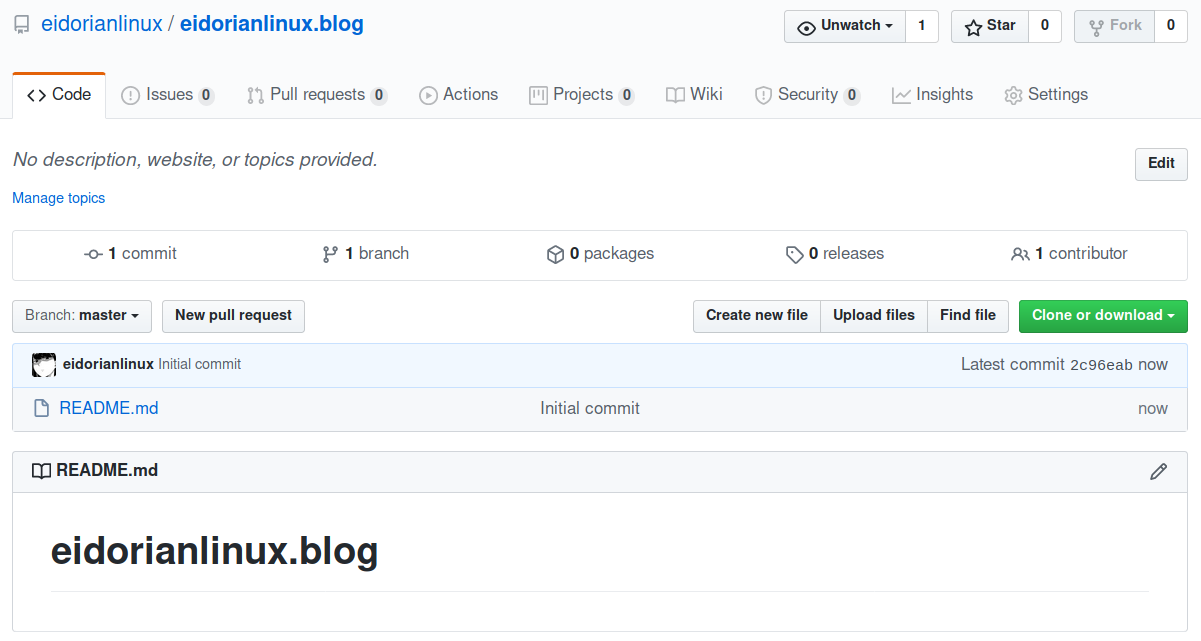 eidorianlinux / eidorianlinux.blog
Unwatch 1 Star 0 Fork 0
Code Issues 0 Pull requests 0 Actions Projects 0 Wiki Security 0 Insights Settings
No description, website, or topics provided.
Edit
Manage topics
1 commit 1 branch 0 packages 0 releases 1 contributor
Branch: master New pull request Create new file Upload files Find file Clone or download
eidorianlinux Initial commit Latest commit 2c96eab now
README.md Initial commit now
README.md
eidorianlinux.blog